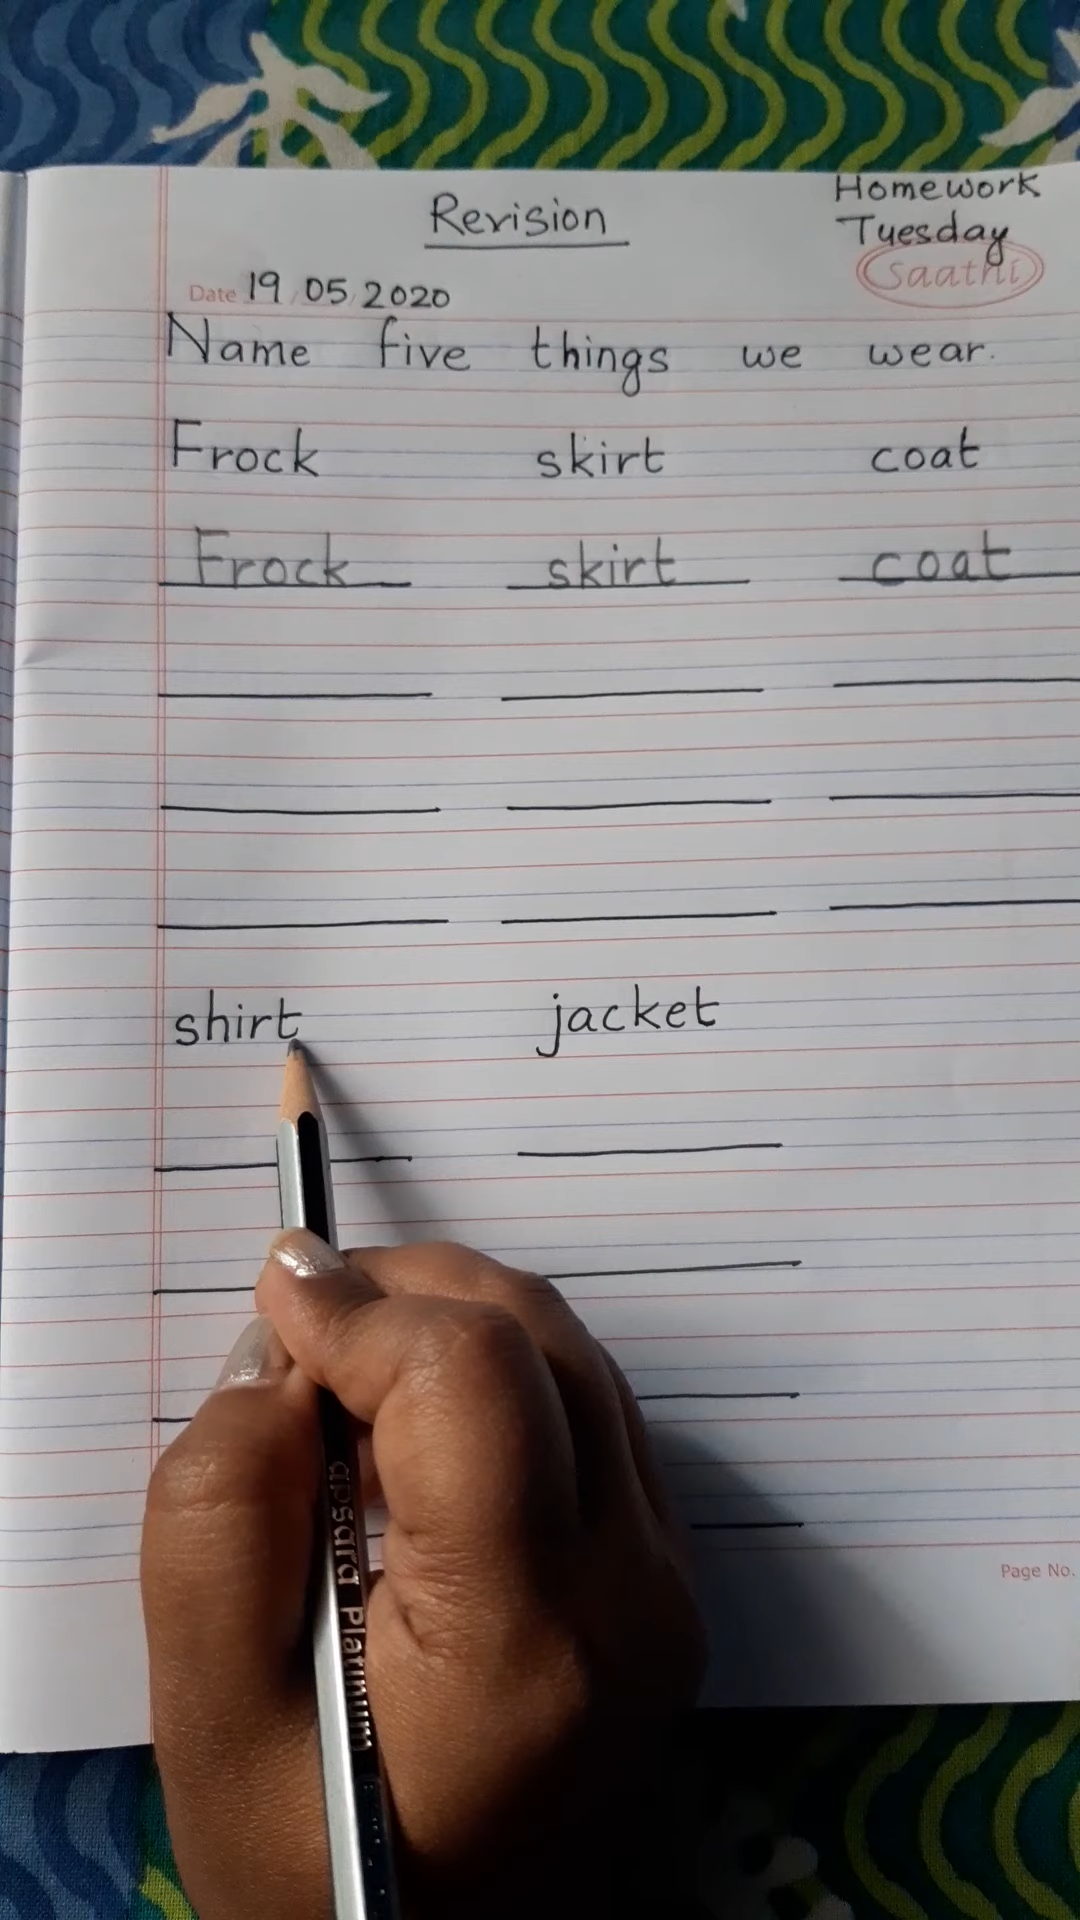 Homework
Revision
Tuesday
saathi
Date 19 05 2020
Name five things we wear.
Frock skirt coat
Frock skirt coat
shirt jacket
apsara Platinum
Page No.